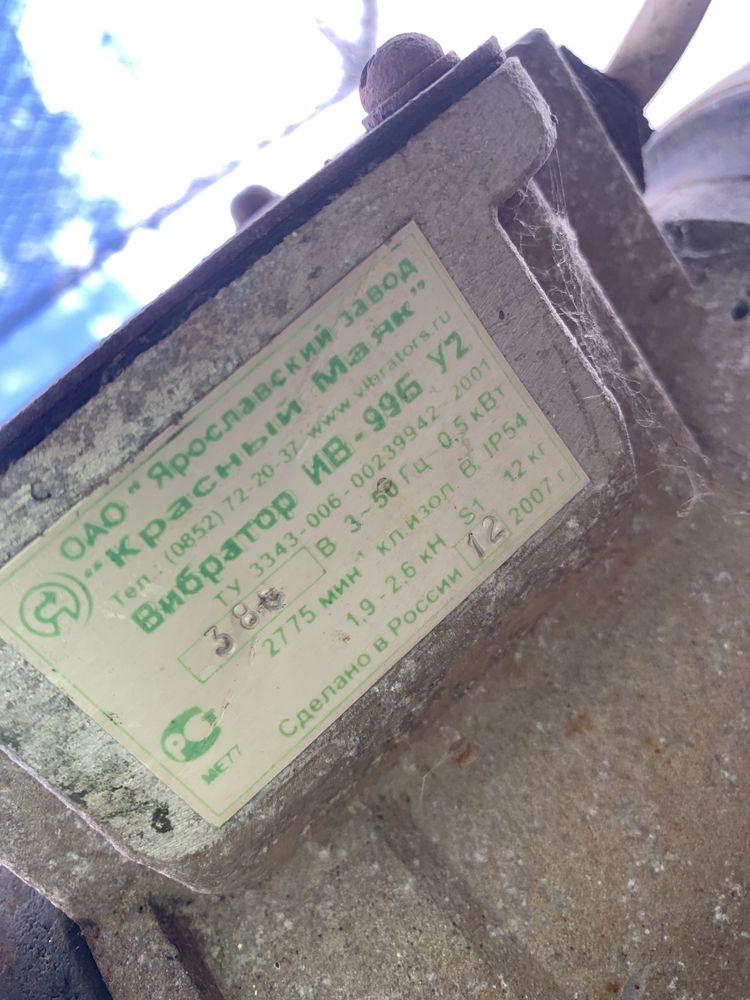 ОАО "Ярославский завод
"Красный Маяк"
Тел.: (0852) 72-20-37 www.vibrators.ru
Вибратор ИВ-99Б У2
ТУ 3343-006-00239942-2001
380 В 3~50 Гц 0,5 кВт
2775 мин⁻¹ кл.изол. В IP54
1,9-2,6 кН S1 12 кг
Сделано в России 12 2007 г.
РС
МЕ77